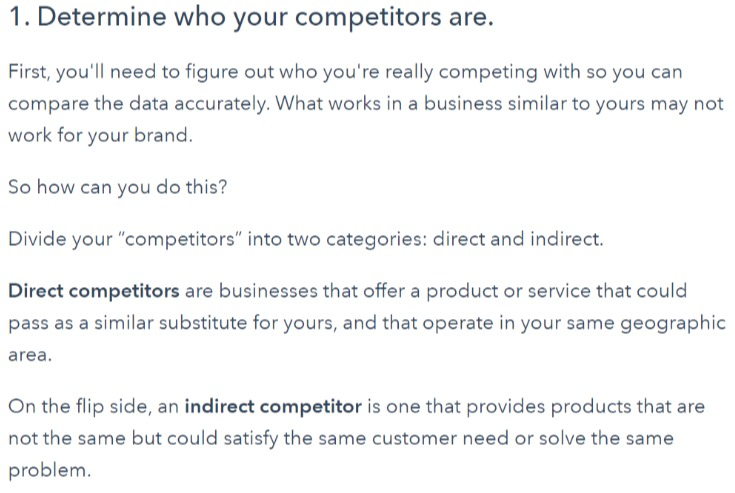 1. Determine who your competitors are.
First, you'll need to figure out who you're really competing with so you can
compare the data accurately. What works in a business similar to yours may not
work for your brand.
So how can you do this?
Divide your "competitors" into two categories: direct and indirect.
Direct competitors are businesses that offer a product or service that could
pass as a similar substitute for yours, and that operate in your same geographic
area.
On the flip side, an indirect competitor is one that provides products that are
not the same but could satisfy the same customer need or solve the same
problem.